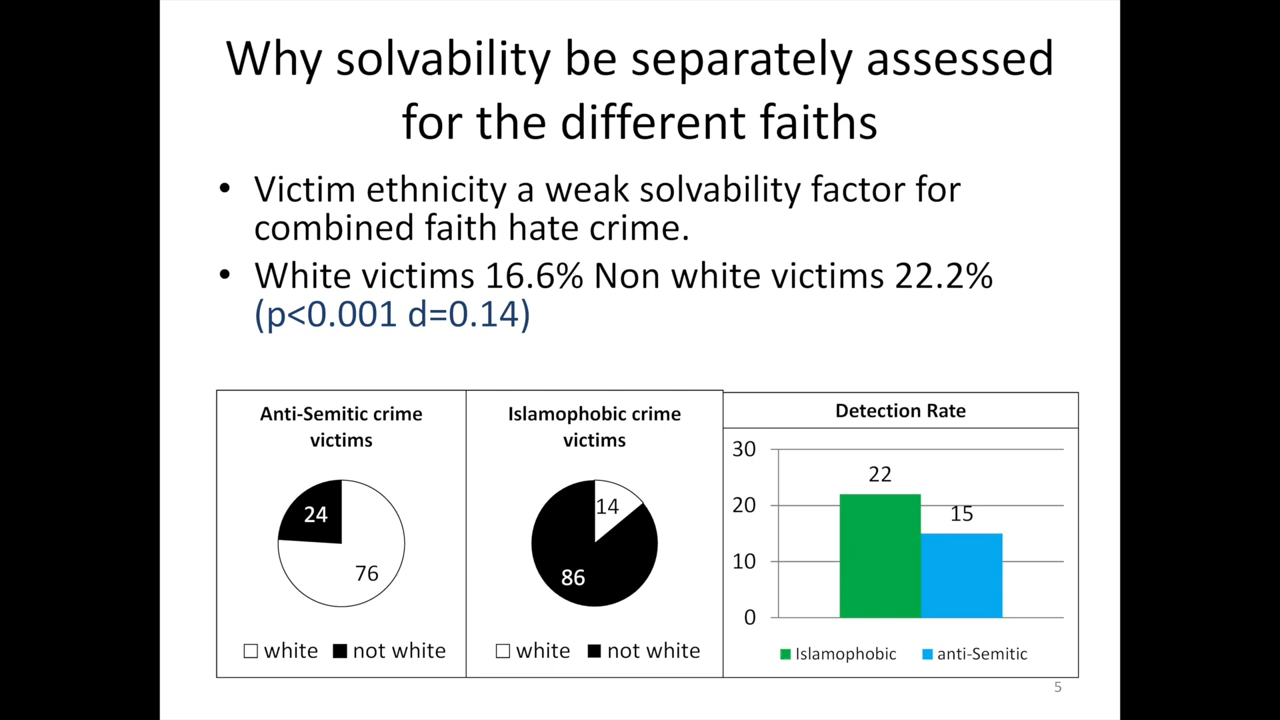 Why solvability be separately assessed
for the different faiths
• Victim ethnicity a weak solvability factor for
combined faith hate crime.
• White victims 16.6% Non white victims 22.2%
(p<0.001 d=0.14)
Anti-Semitic crime
victims
24
76
white not white
Islamophobic crime
victims
14
86
white not white
Detection Rate
30
20
10
0
22
15
Islamophobic anti-Semitic
5